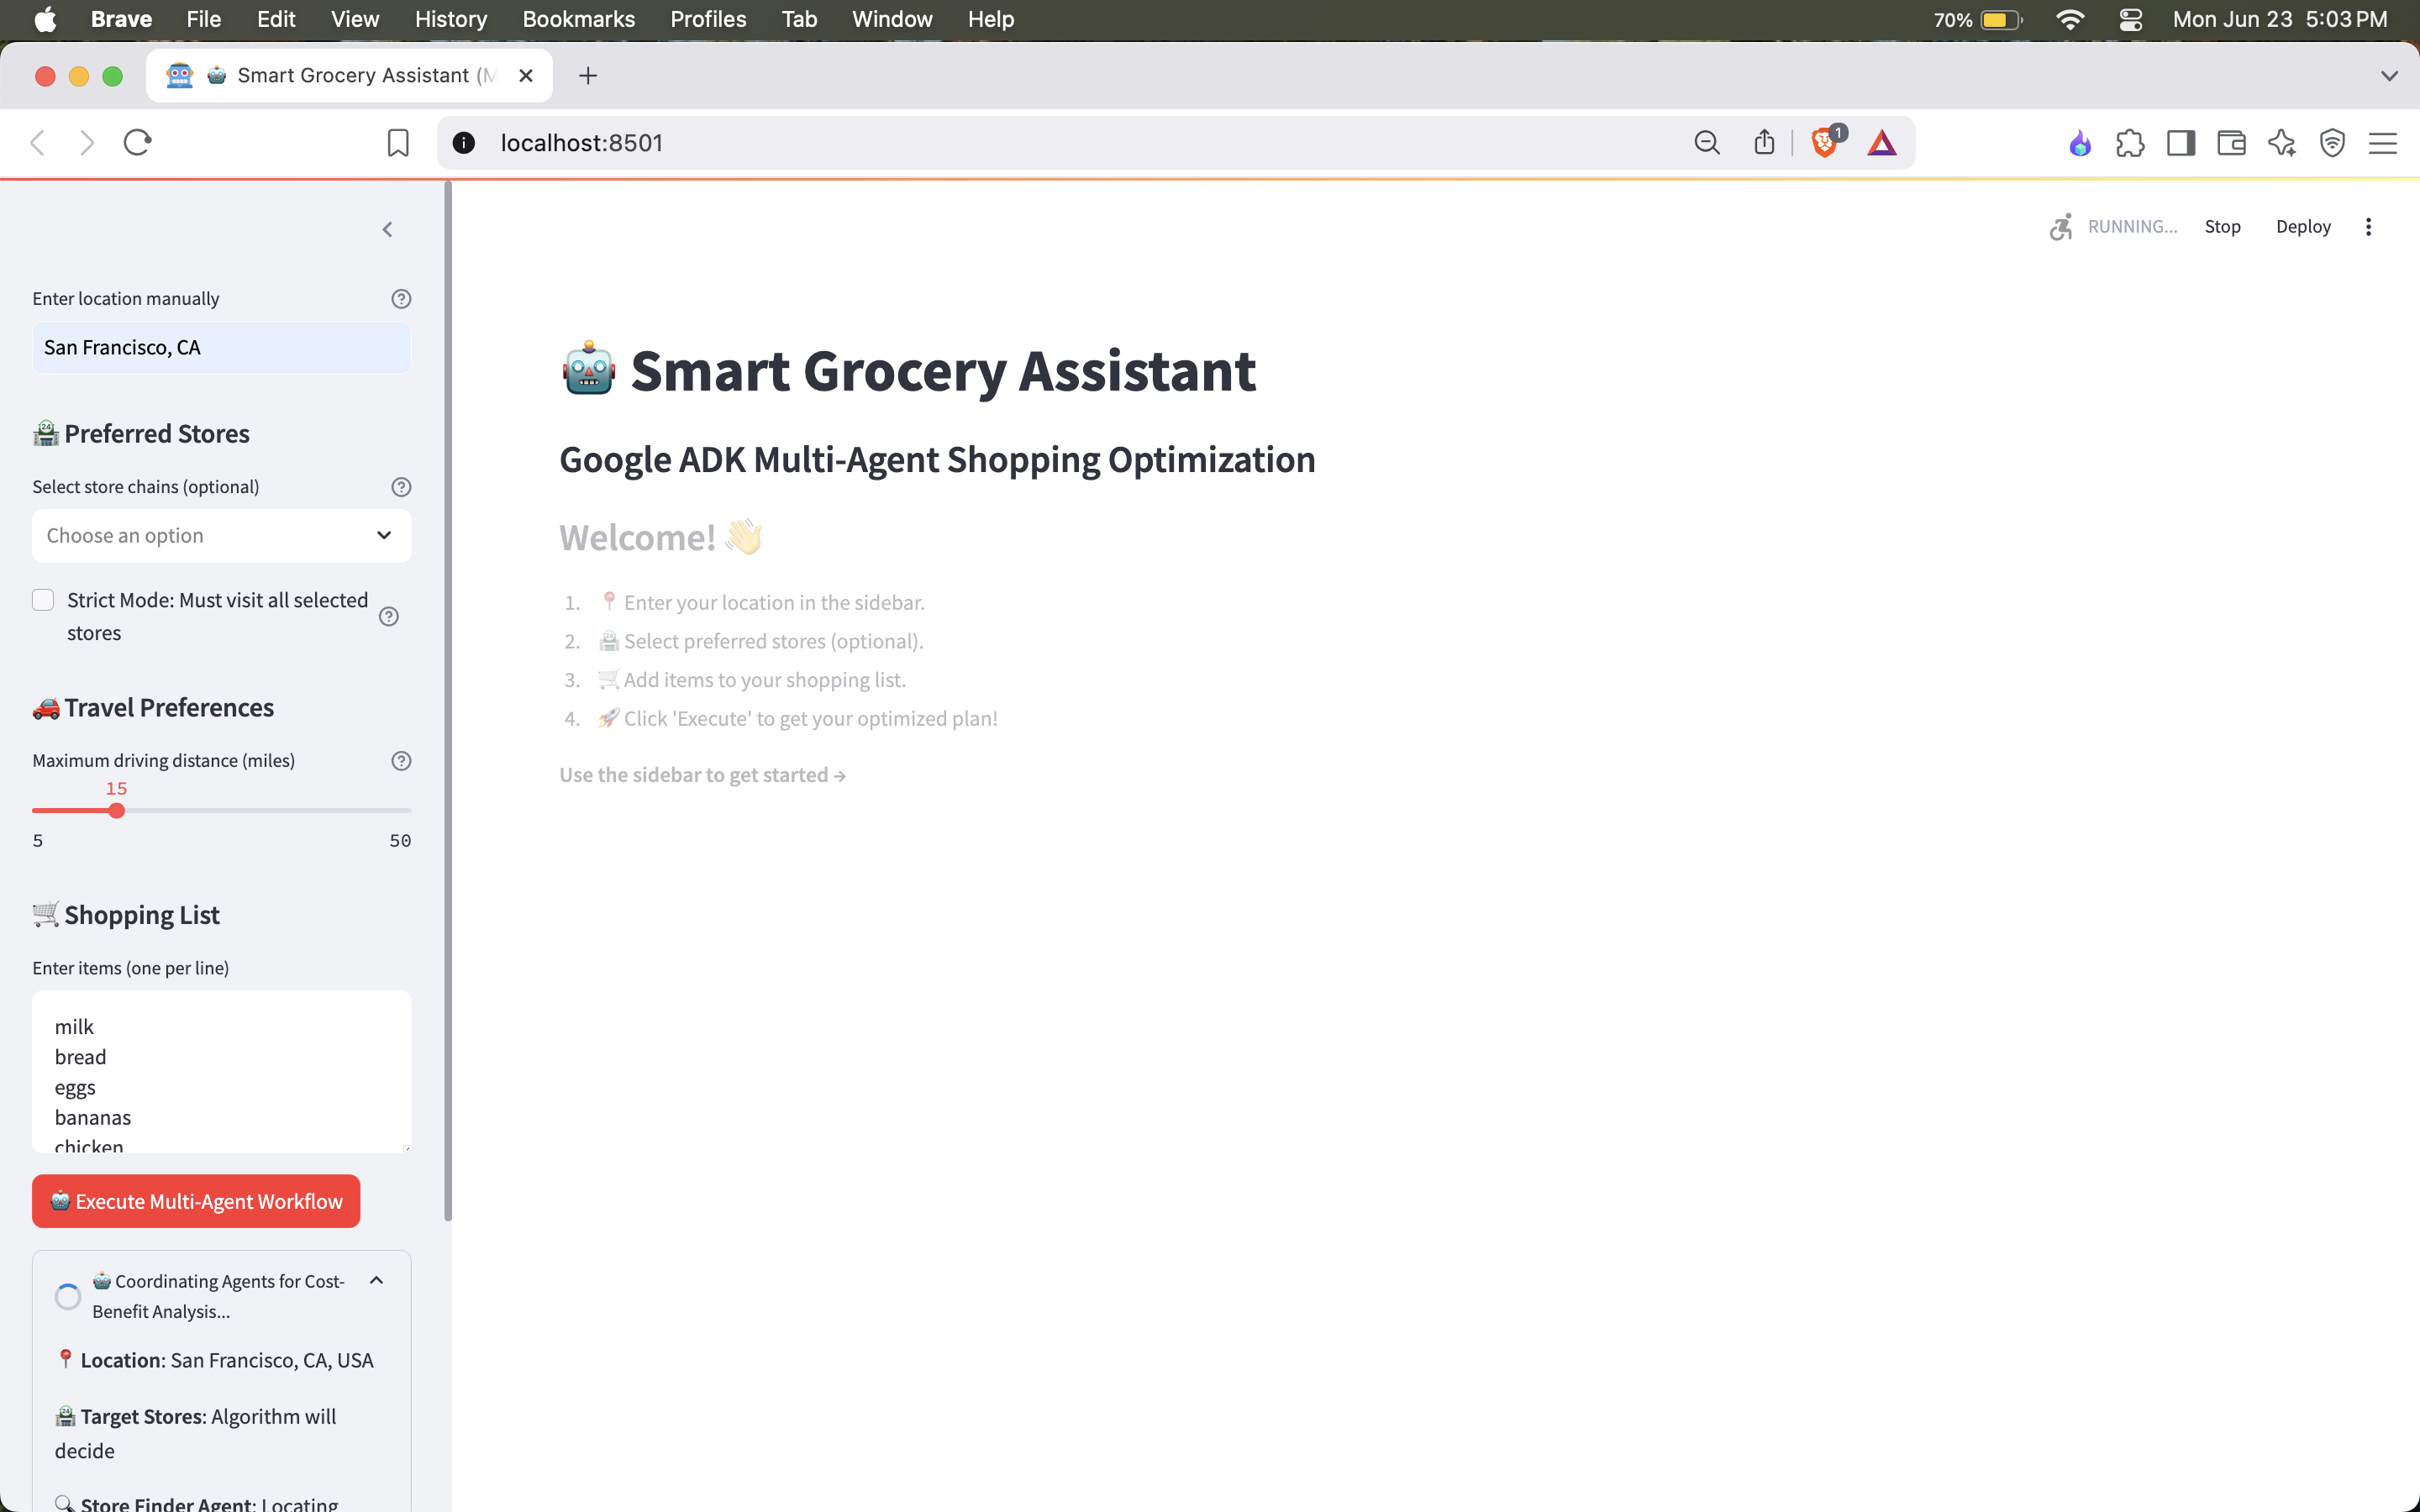 Brave File Edit View History Bookmarks Profiles Tab Window Help 70% Mon Jun 23 5:03 PM
Smart Grocery Assistant (M
localhost:8501
1
RUNNING... Stop Deploy
Enter location manually
San Francisco, CA
Preferred Stores
Select store chains (optional)
Choose an option
Strict Mode: Must visit all selected
stores
Travel Preferences
Maximum driving distance (miles)
15
5 50
Shopping List
Enter items (one per line)
milk
bread
eggs
bananas
chicken
Execute Multi-Agent Workflow
Coordinating Agents for Cost-
Benefit Analysis...
Location: San Francisco, CA, USA
Target Stores: Algorithm will
decide
Store Finder Agent: Locating
Smart Grocery Assistant
Google ADK Multi-Agent Shopping Optimization
Welcome!
1. Enter your location in the sidebar.
2. Select preferred stores (optional).
3. Add items to your shopping list.
4. Click 'Execute' to get your optimized plan!
Use the sidebar to get started →